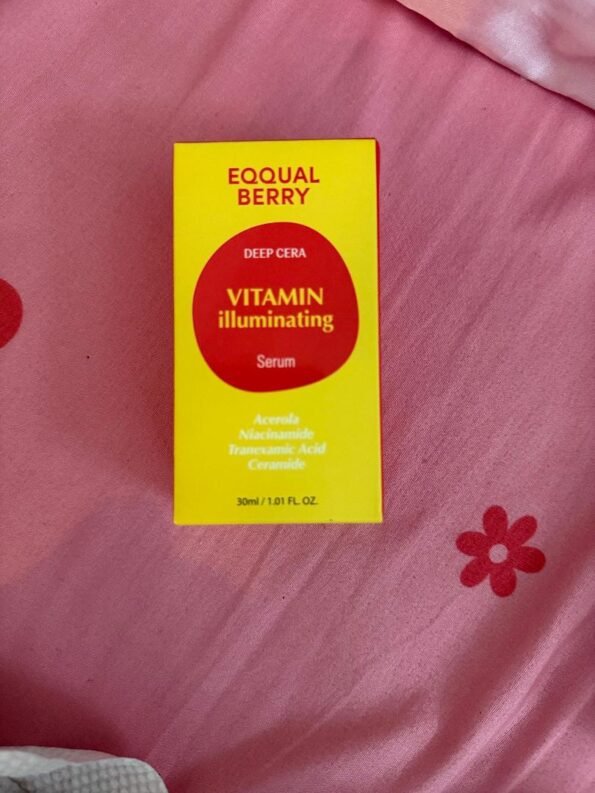 EQQUAL
BERRY
DEEP CERA
VITAMIN
illuminating
Serum
Acerola
Niacinamide
Tranexamic Acid
Ceramide
30ml / 1.01 FL. OZ.